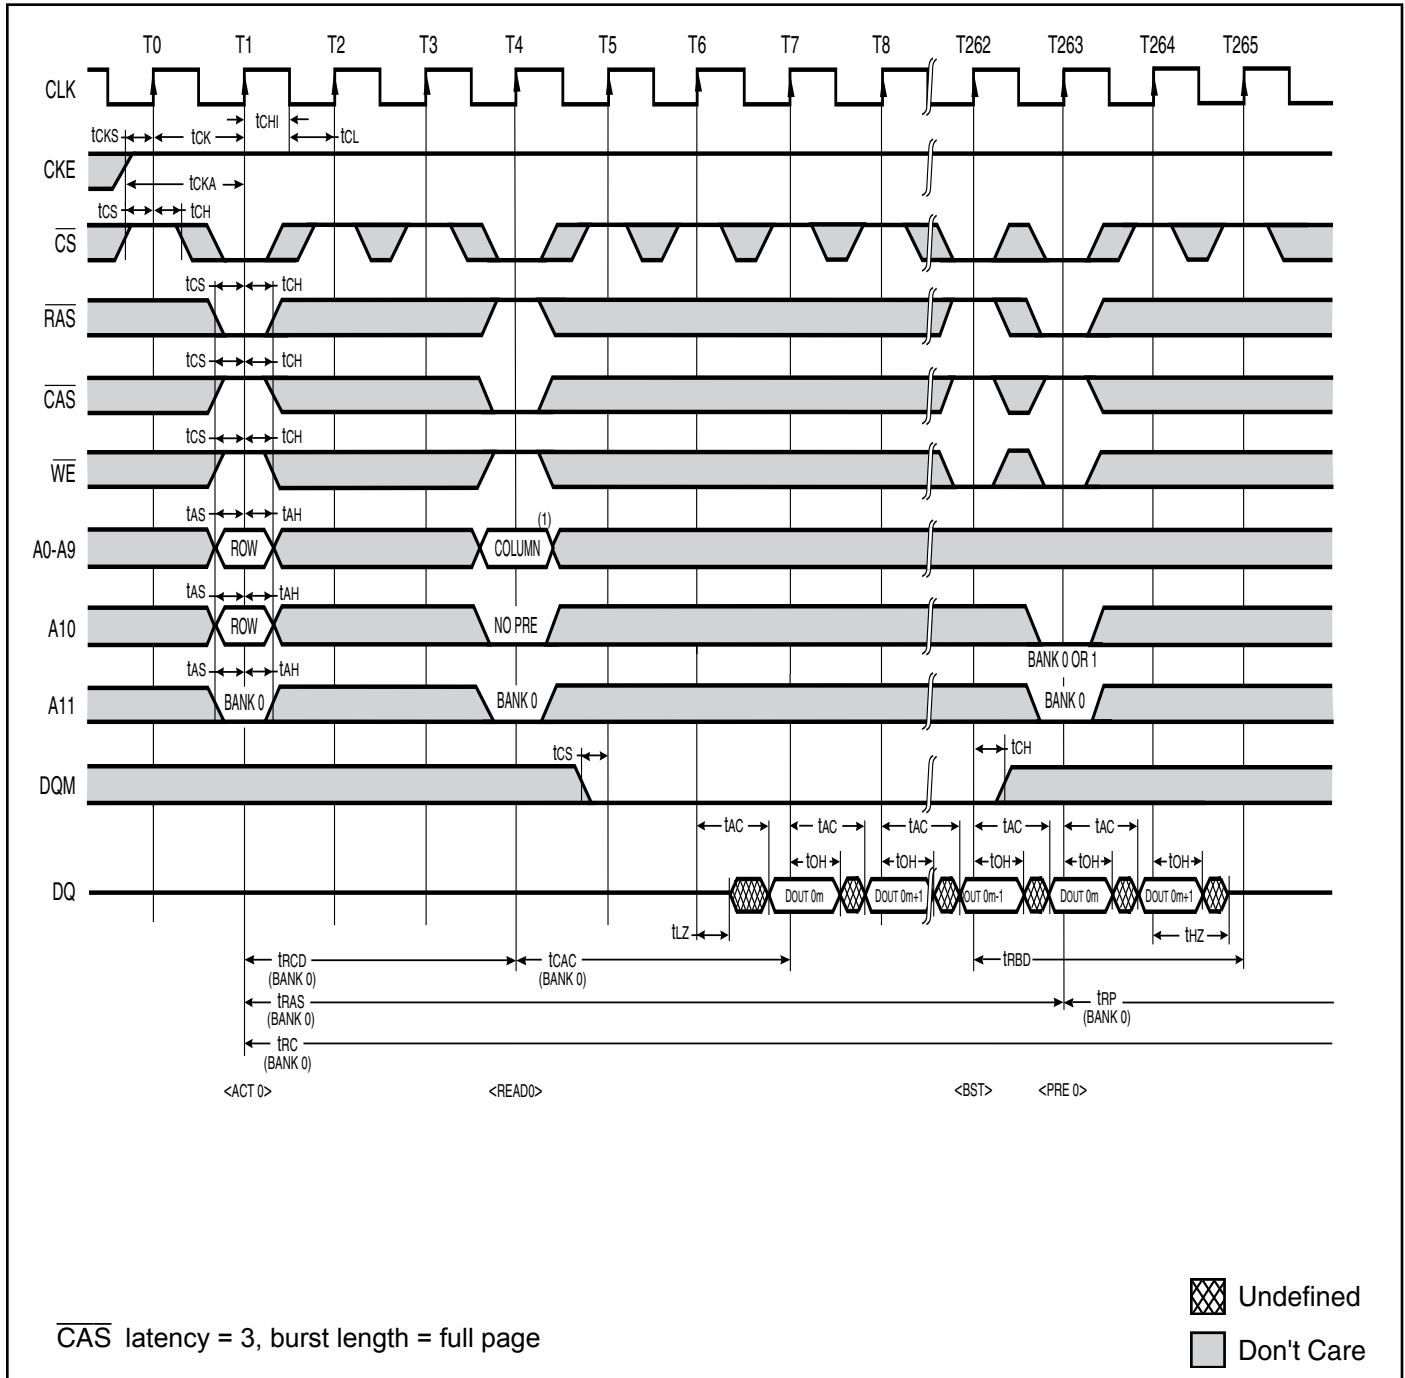 T0 T1 T2 T3 T4 T5 T6 T7 T8 T262 T263 T264 T265
CLK
tCHI
tCKS tCK tCL
CKE
tCKA
tCS tCH
CS
tCS tCH
RAS
tCS tCH
CAS
tCS tCH
WE
tAS tAH (1)
A0-A9 ROW COLUMN
tAS tAH
A10 ROW NO PRE
BANK 0 OR 1
tAS tAH
A11 BANK 0 BANK 0 BANK 0
tCS tCH
DQM
tAC tAC tAC tAC tAC
tOH tOH tOH tOH tOH
DQ DOUT 0m DOUT 0m+1 OUT 0m-1 DOUT 0m DOUT 0m+1
tLZ tHZ
tRCD tCAC tRBD
(BANK 0) (BANK 0)
tRAS tRP
(BANK 0) (BANK 0)
tRC
(BANK 0)
<ACT 0> <READ0> <BST> <PRE 0>
Undefined
CAS latency = 3, burst length = full page
Don't Care